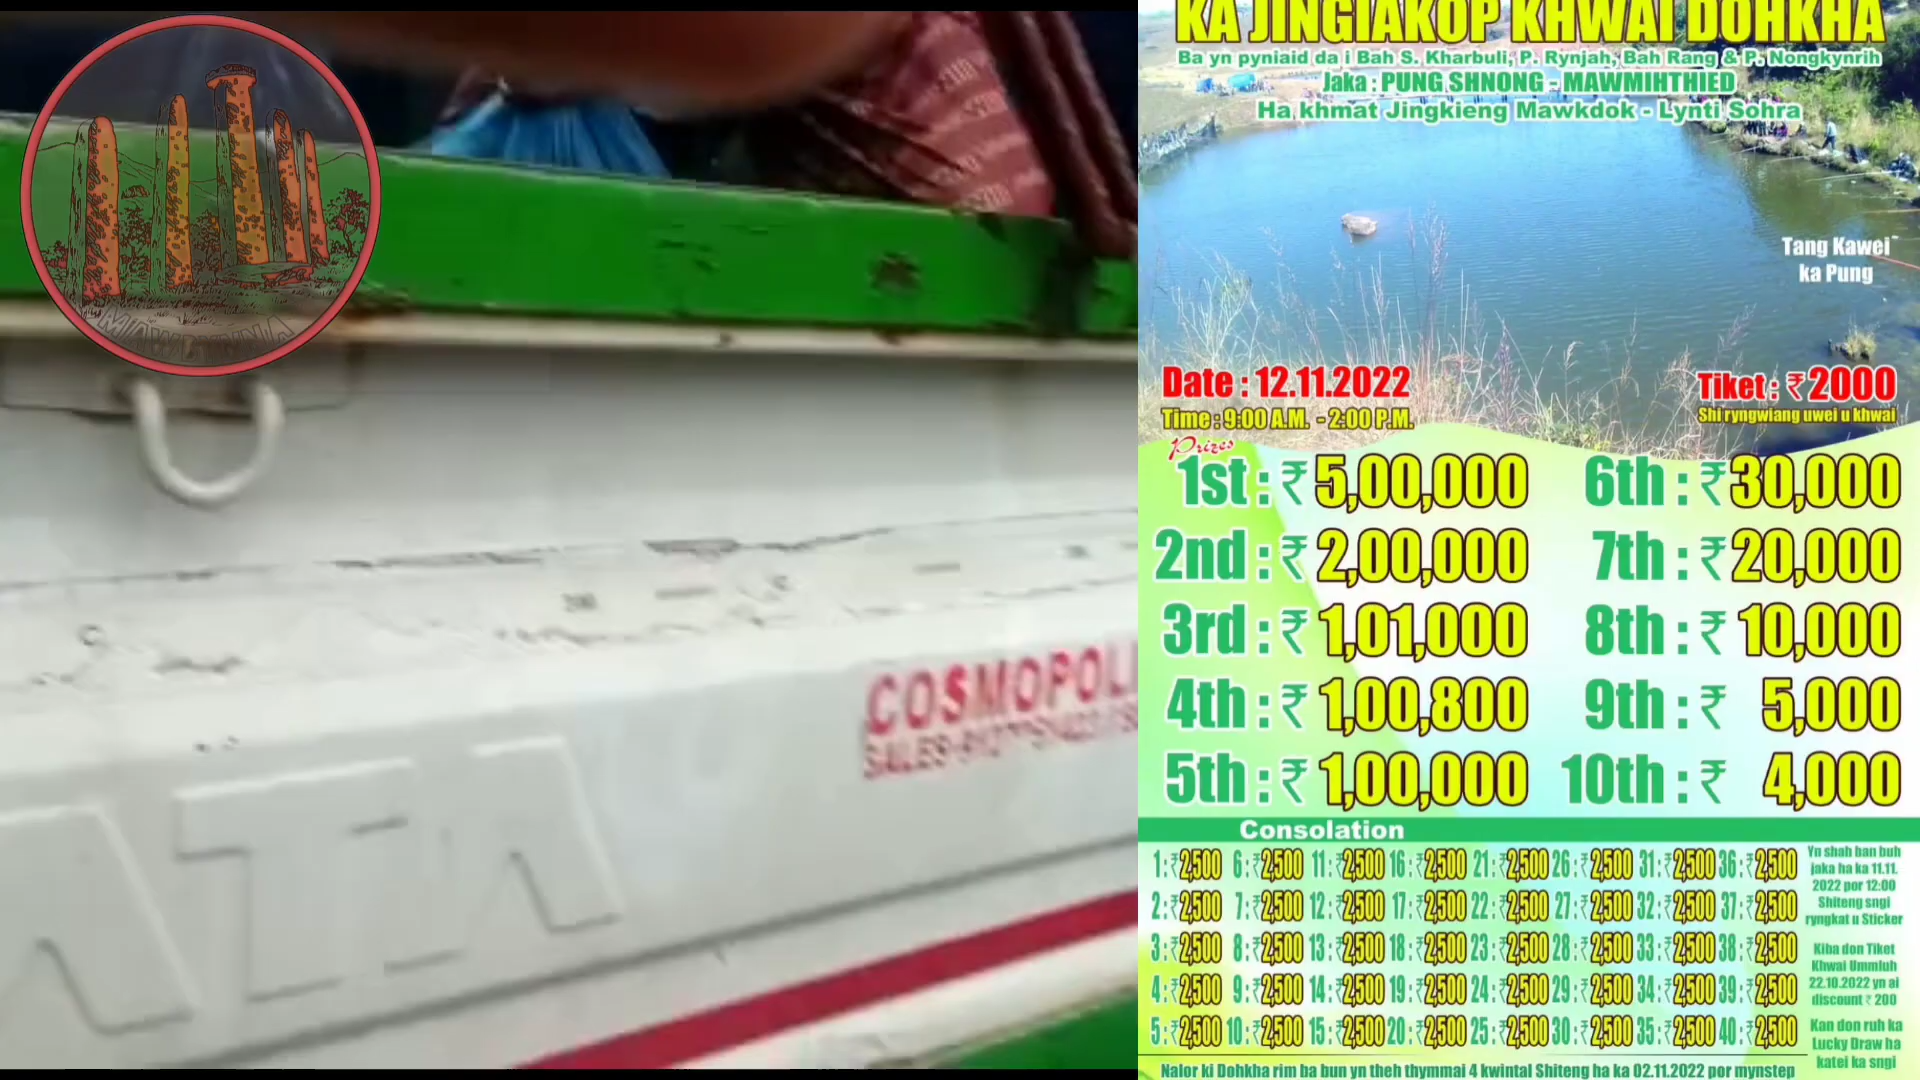 COSMOPOLI
KA JINGIAKOP KHWAI DOHKHA
Ba yn pyniaid da i Bah S. Kharbuli, P. Rynjah, Bah Rang & P. Nongkynrih
Jaka : PUNG SHNONG - MAWMIHTHIED
Ha khmat Jingkieng Mawkdok - Lynti Sohra
Tang Kawei
ka Pung
Date : 12.11.2022
Time : 9:00 A.M. - 2:00 P.M.
Tiket : ₹ 2000
Shi ryngwiang uwei u khwai
Prizes
1st : ₹ 5,00,000
2nd : ₹ 2,00,000
3rd : ₹ 1,01,000
4th : ₹ 1,00,800
5th : ₹ 1,00,000
6th : ₹ 30,000
7th : ₹ 20,000
8th : ₹ 10,000
9th : ₹ 5,000
10th : ₹ 4,000
Consolation
1:₹2,500 6:₹2,500 11:₹2,500 16:₹2,500 21:₹2,500 26:₹2,500 31:₹2,500 36:₹2,500
2:₹2,500 7:₹2,500 12:₹2,500 17:₹2,500 22:₹2,500 27:₹2,500 32:₹2,500 37:₹2,500
3:₹2,500 8:₹2,500 13:₹2,500 18:₹2,500 23:₹2,500 28:₹2,500 33:₹2,500 38:₹2,500
4:₹2,500 9:₹2,500 14:₹2,500 19:₹2,500 24:₹2,500 29:₹2,500 34:₹2,500 39:₹2,500
5:₹2,500 10:₹2,500 15:₹2,500 20:₹2,500 25:₹2,500 30:₹2,500 35:₹2,500 40:₹2,500
Yn shah ban buh
jaka ha ka 11.11.
2022 por 12:00
Shiteng sngi
ryngkat u Sticker
Kiba don Tiket
Khwai Ummluh
22.10.2022 yn ai
discount ₹ 200
Kan don ruh ka
Lucky Draw ha
katei ka sngi
Nalor ki Dohkha rim ba bun yn theh thymmai 4 kwintal Shiteng ha ka 02.11.2022 por mynstep